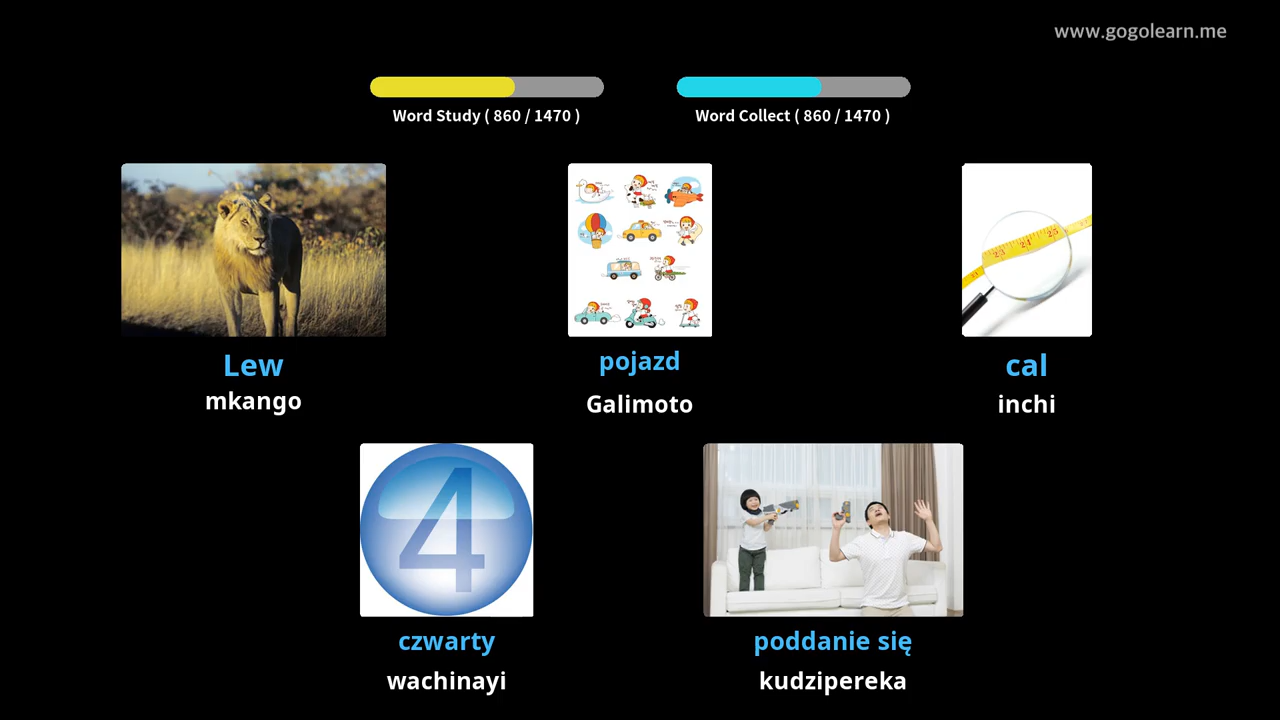 www.gogolearn.me
Word Study ( 860 / 1470 )
Word Collect ( 860 / 1470 )
Lew
mkango
pojazd
Galimoto
cal
inchi
4
czwarty
wachinayi
poddanie się
kudzipereka